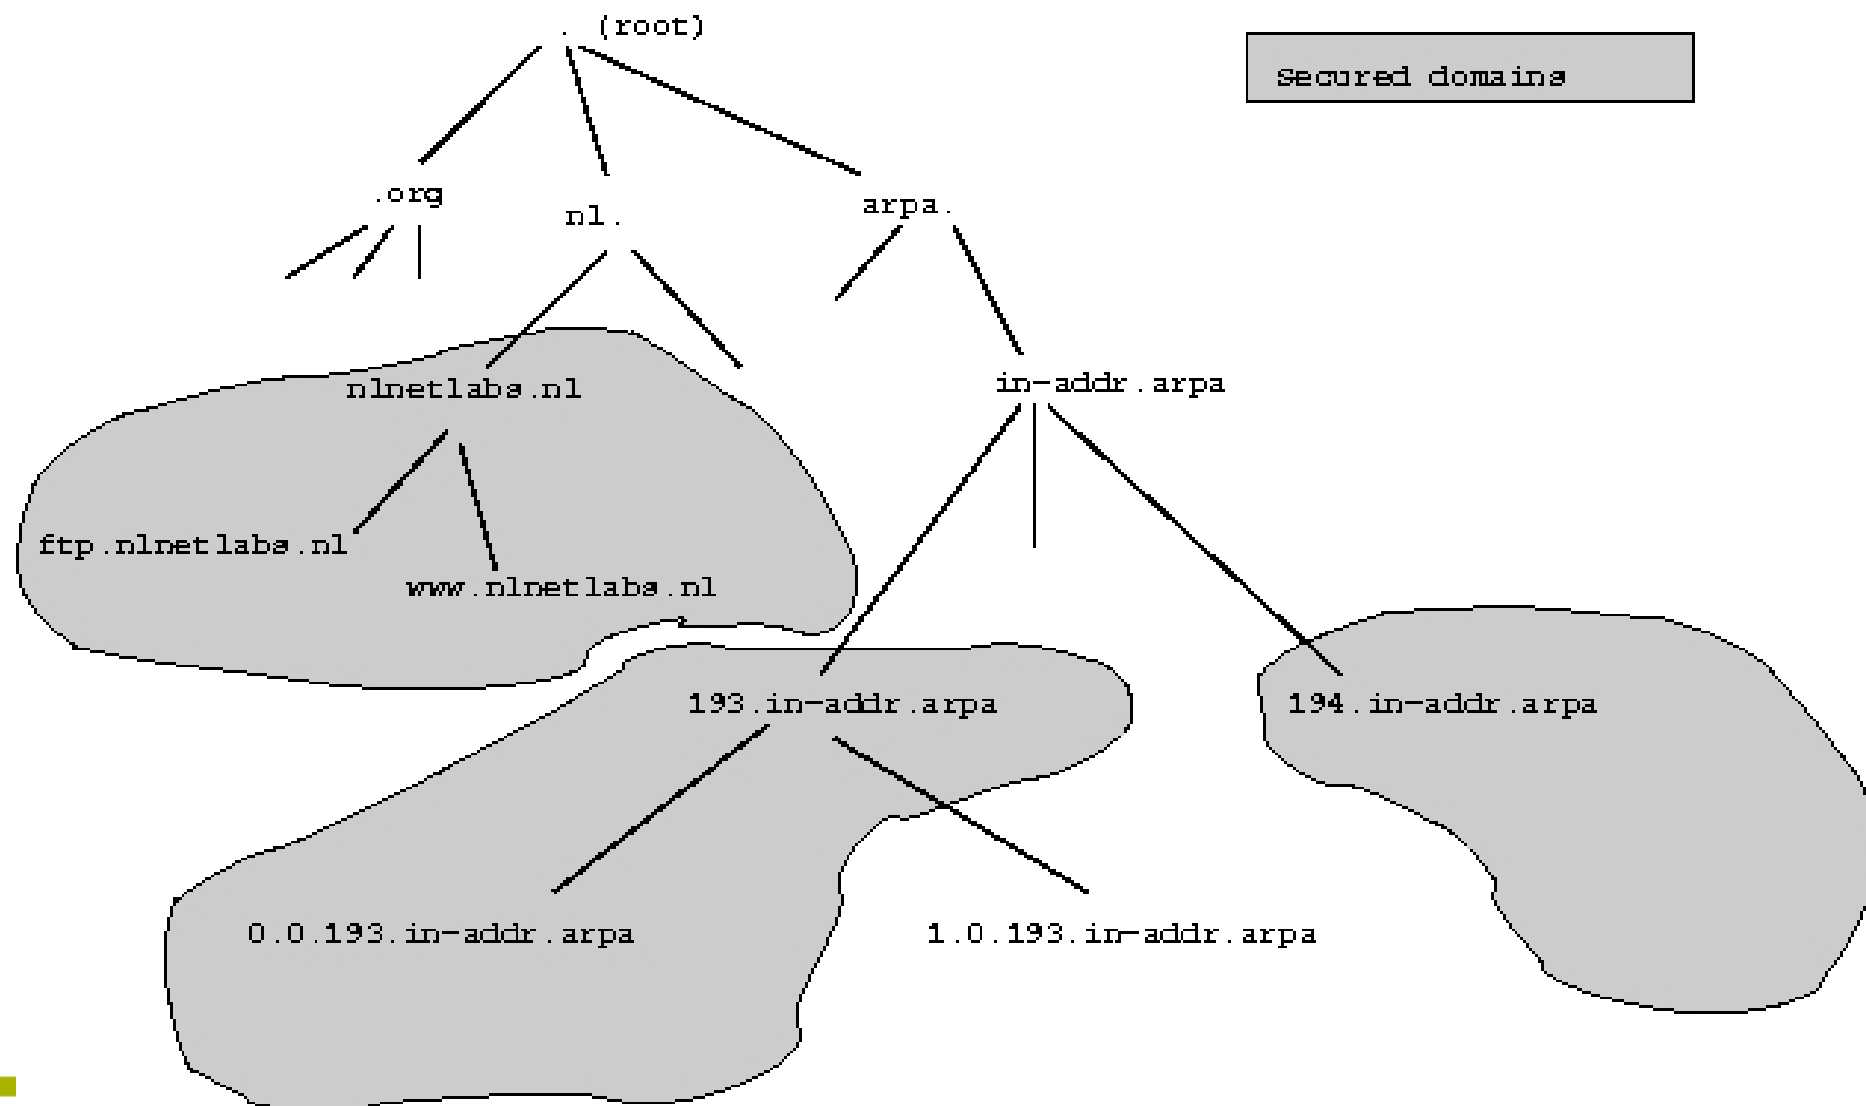 . (root)
Secured domains
.org
nl.
arpa.
nlnetlabs.nl
in-addr.arpa
ftp.nlnetlabs.nl
www.nlnetlabs.nl
193.in-addr.arpa
194.in-addr.arpa
0.0.193.in-addr.arpa
1.0.193.in-addr.arpa